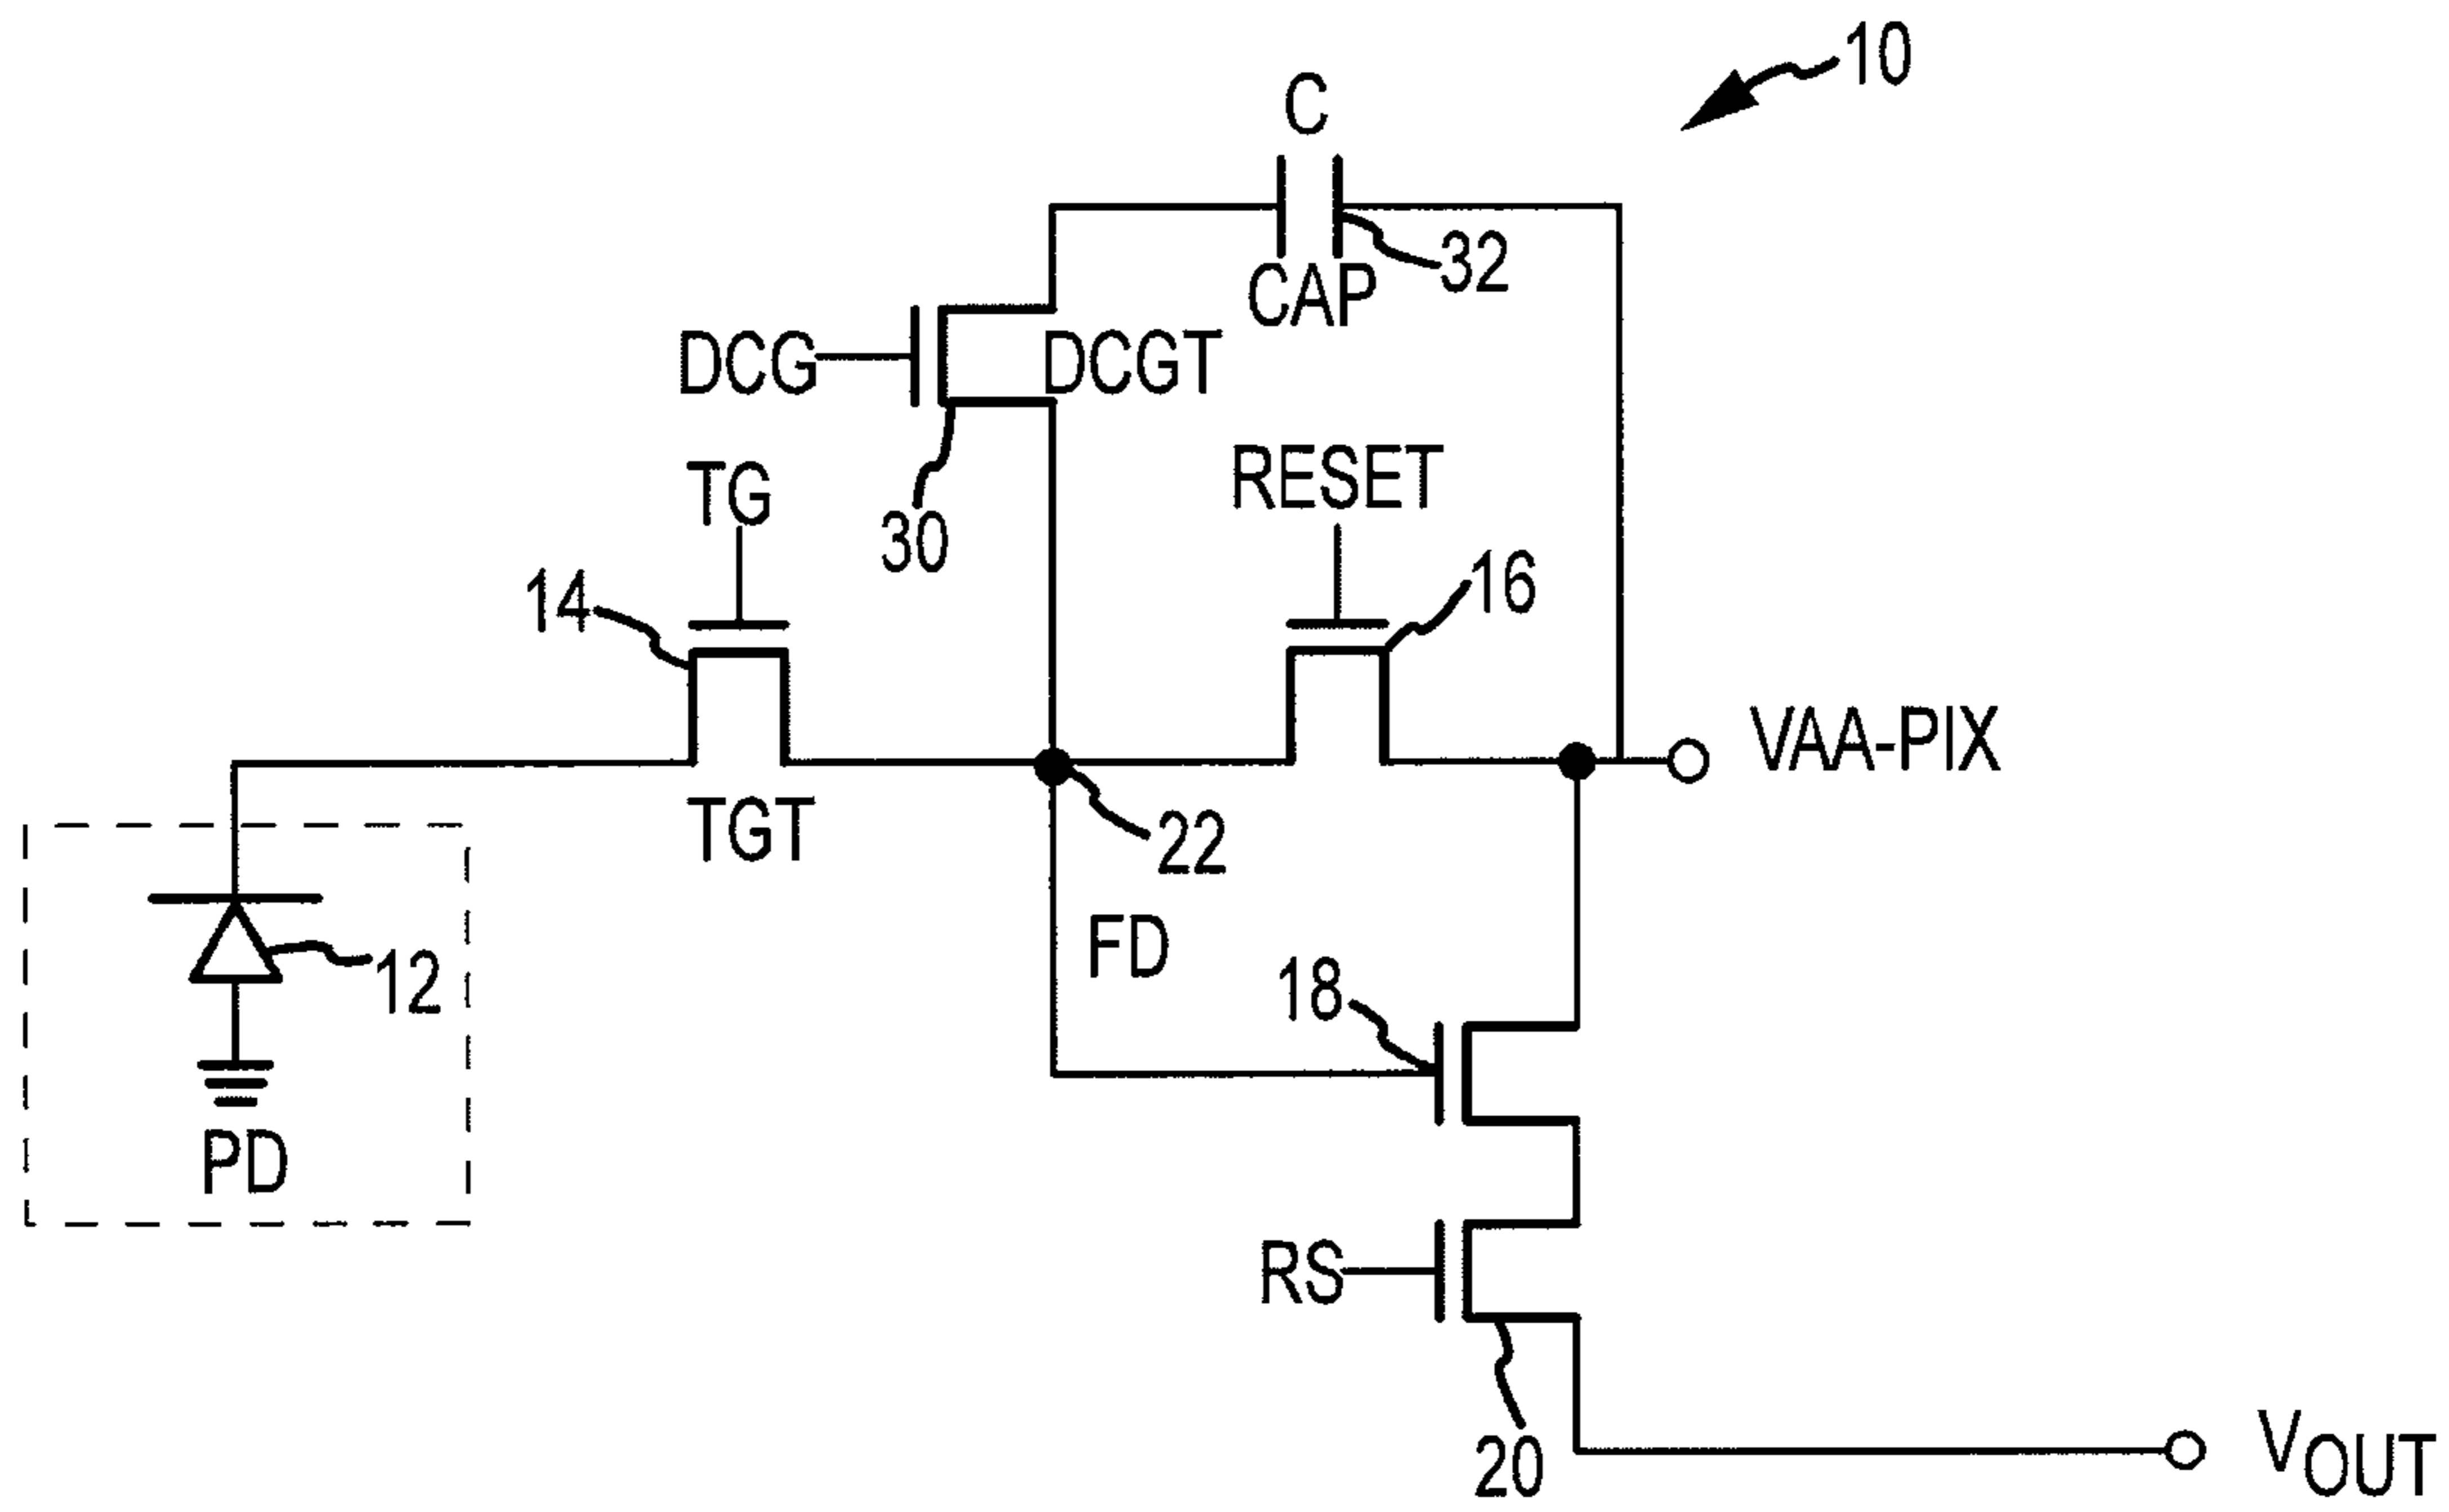 10
C
32
CAP
DCG
DCGT
RESET
TG
30
14
16
VAA-PIX
TGT
22
FD
12
18
PD
RS
20
VOUT